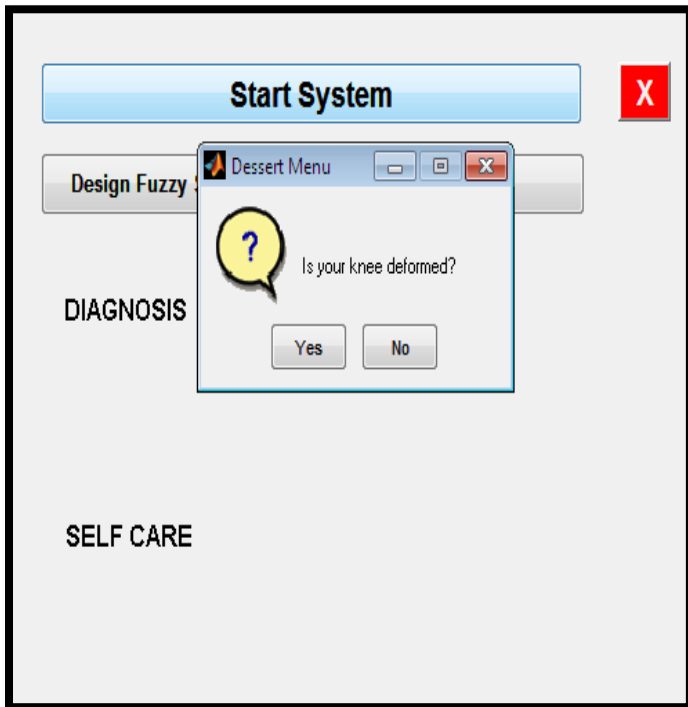 Start System
X
Dessert Menu
Design Fuzzy
?
Is your knee deformed?
DIAGNOSIS
Yes No
SELF CARE